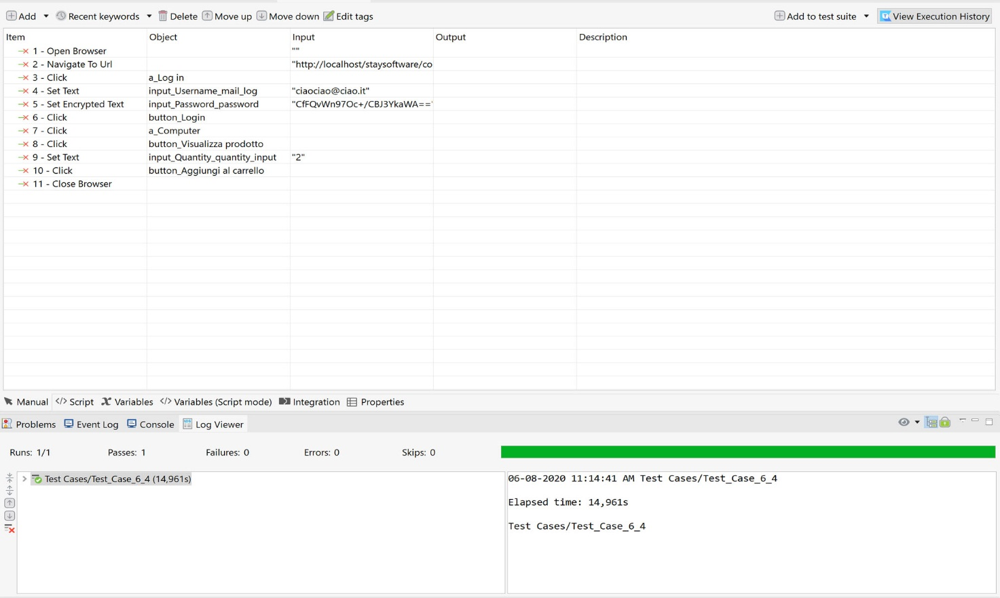 Add Recent keywords Delete Move up Move down Edit tags Add to test suite View Execution History
Item Object Input Output Description
1 - Open Browser ""
2 - Navigate To Url "http://localhost/staysoftware/co
3 - Click a_Log in
4 - Set Text input_Username_mail_log "ciaociao@ciao.it"
5 - Set Encrypted Text input_Password_password "CfFQvWn97Oc+/CBJ3YkaWA=="
6 - Click button_Login
7 - Click a_Computer
8 - Click button_Visualizza prodotto
9 - Set Text input_Quantity_quantity_input "2"
10 - Click button_Aggiungi al carrello
11 - Close Browser
Manual </> Script Variables </> Variables (Script mode) Integration Properties
Problems Event Log Console Log Viewer
Runs: 1/1 Passes: 1 Failures: 0 Errors: 0 Skips: 0
Test Cases/Test_Case_6_4 (14,961s)
06-08-2020 11:14:41 AM Test Cases/Test_Case_6_4
Elapsed time: 14,961s
Test Cases/Test_Case_6_4